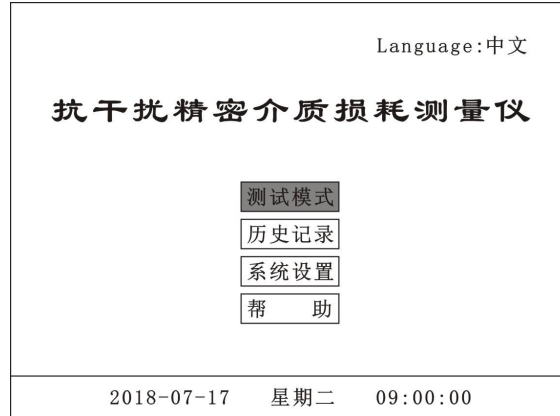 Language:中文
抗干扰精密介质损耗测量仪
测试模式
历史记录
系统设置
帮 助
2018-07-17 星期二 09:00:00